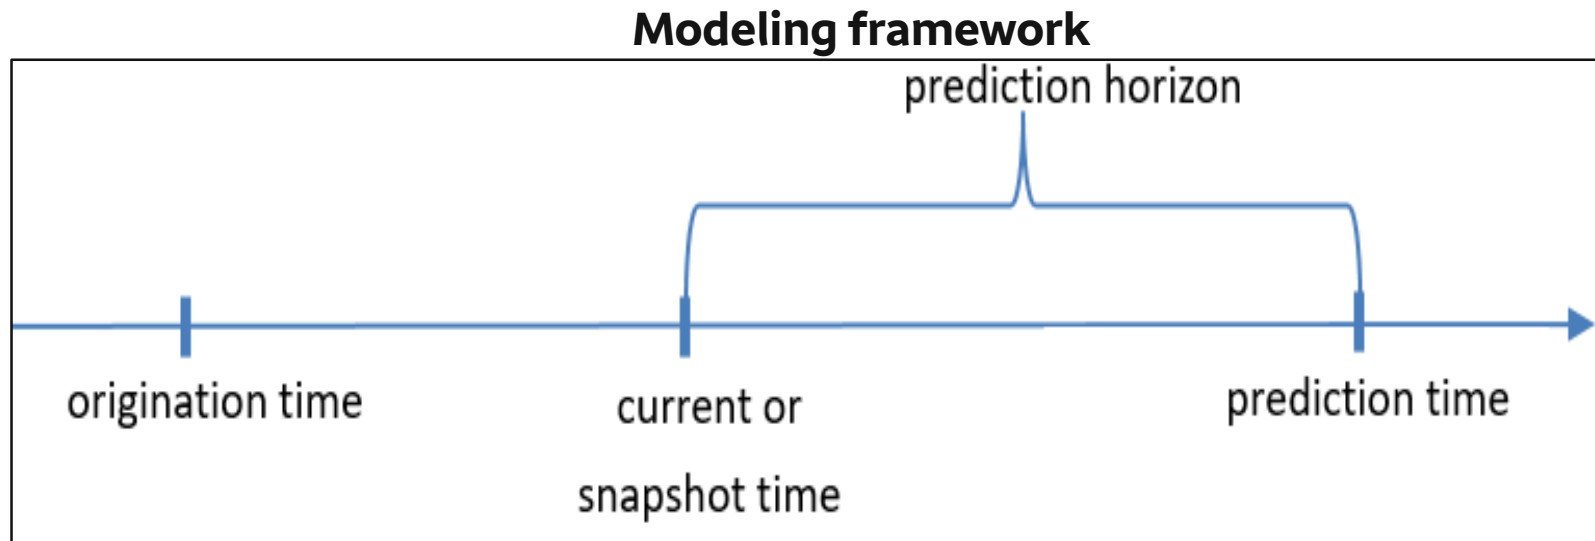 Modeling framework
prediction horizon
origination time
current or
snapshot time
prediction time